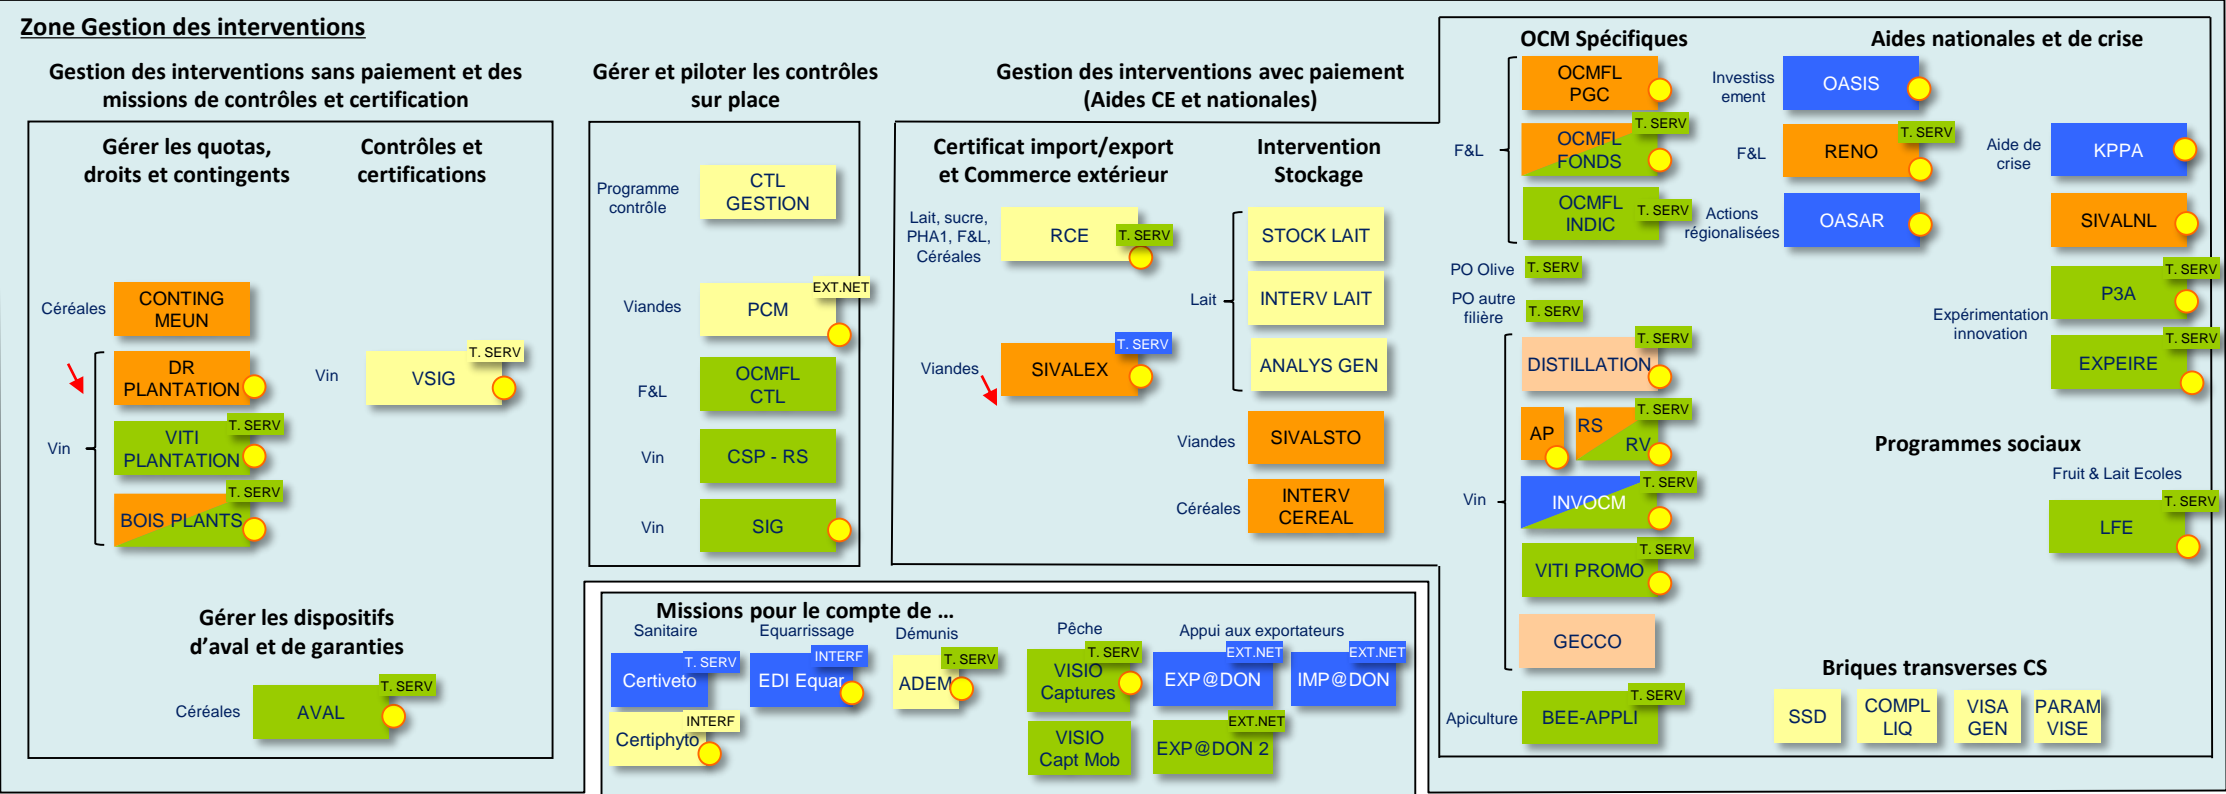 Zone Gestion des interventions
Gestion des interventions sans paiement et des
missions de contrôles et certification
Gérer les quotas,
droits et contingents
Contrôles et
certifications
Céréales
CONTING
MEUN
DR
PLANTATION
Vin
VITI
PLANTATION
T. SERV
BOIS PLANTS
T. SERV
Vin
VSIG
T. SERV
Gérer les dispositifs
d'aval et de garanties
Céréales
AVAL
T. SERV
Gérer et piloter les contrôles
sur place
Programme
contrôle
CTL
GESTION
Viandes
PCM
EXT.NET
F&L
OCMFL
CTL
Vin
CSP - RS
Vin
SIG
Gestion des interventions avec paiement
(Aides CE et nationales)
Certificat import/export
et Commerce extérieur
Lait, sucre,
PHA1, F&L,
Céréales
RCE
T. SERV
Viandes
SIVALEX
T. SERV
Intervention
Stockage
Lait
STOCK LAIT
INTERV LAIT
ANALYS GEN
Viandes
SIVALSTO
Céréales
INTERV
CEREAL
OCM Spécifiques
F&L
OCMFL
PGC
OCMFL
FONDS
T. SERV
OCMFL
INDIC
T. SERV
PO Olive
T. SERV
PO autre
filière
T. SERV
Vin
DISTILLATION
T. SERV
AP
RS
RV
T. SERV
INVOCM
T. SERV
VITI PROMO
T. SERV
GECCO
Apiculture
BEE-APPLI
T. SERV
Aides nationales et de crise
Investiss
ement
OASIS
F&L
RENO
T. SERV
Actions
régionalisées
OASAR
Aide de
crise
KPPA
SIVALNL
Expérimentation
innovation
P3A
T. SERV
EXPEIRE
T. SERV
Programmes sociaux
Fruit & Lait Ecoles
LFE
T. SERV
Briques transverses CS
SSD
COMPL
LIQ
VISA
GEN
PARAM
VISE
Missions pour le compte de ...
Sanitaire
Certiveto
T. SERV
Certiphyto
INTERF
Equarrissage
EDI Equar
INTERF
Démunis
ADEM
T. SERV
Pêche
VISIO
Captures
T. SERV
VISIO
Capt Mob
Appui aux exportateurs
EXP@DON
EXT.NET
IMP@DON
EXT.NET
EXP@DON 2
EXT.NET